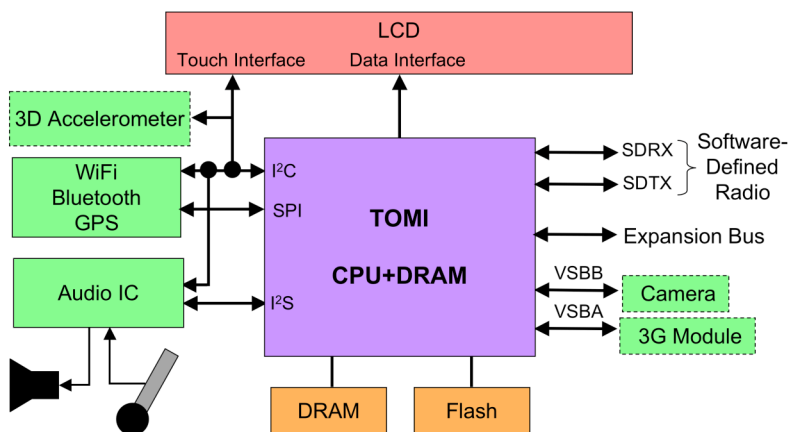 LCD
Touch Interface
Data Interface
3D Accelerometer
WiFi
Bluetooth
GPS
I²C
SPI
TOMI
CPU+DRAM
SDRX
SDTX
Software-
Defined
Radio
Expansion Bus
Audio IC
I²S
VSBB
Camera
VSBA
3G Module
DRAM
Flash